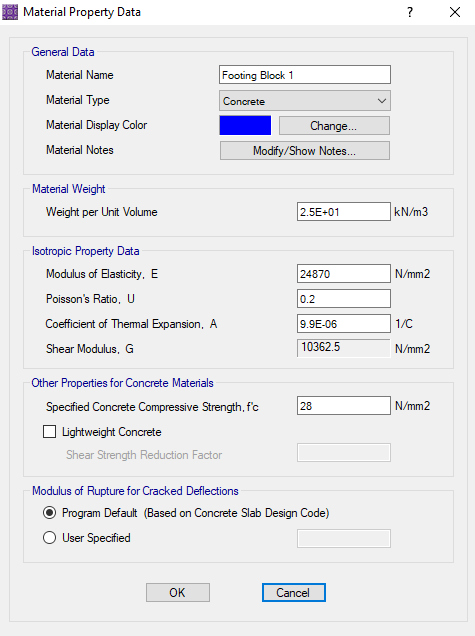 Material Property Data ?
General Data
Material Name Footing Block 1
Material Type Concrete
Material Display Color Change...
Material Notes Modify/Show Notes...
Material Weight
Weight per Unit Volume 2.5E+01 kN/m3
Isotropic Property Data
Modulus of Elasticity, E 24870 N/mm2
Poisson's Ratio, U 0.2
Coefficient of Thermal Expansion, A 9.9E-06 1/C
Shear Modulus, G 10362.5 N/mm2
Other Properties for Concrete Materials
Specified Concrete Compressive Strength, f'c 28 N/mm2
Lightweight Concrete
Shear Strength Reduction Factor
Modulus of Rupture for Cracked Deflections
Program Default (Based on Concrete Slab Design Code)
User Specified
OK Cancel